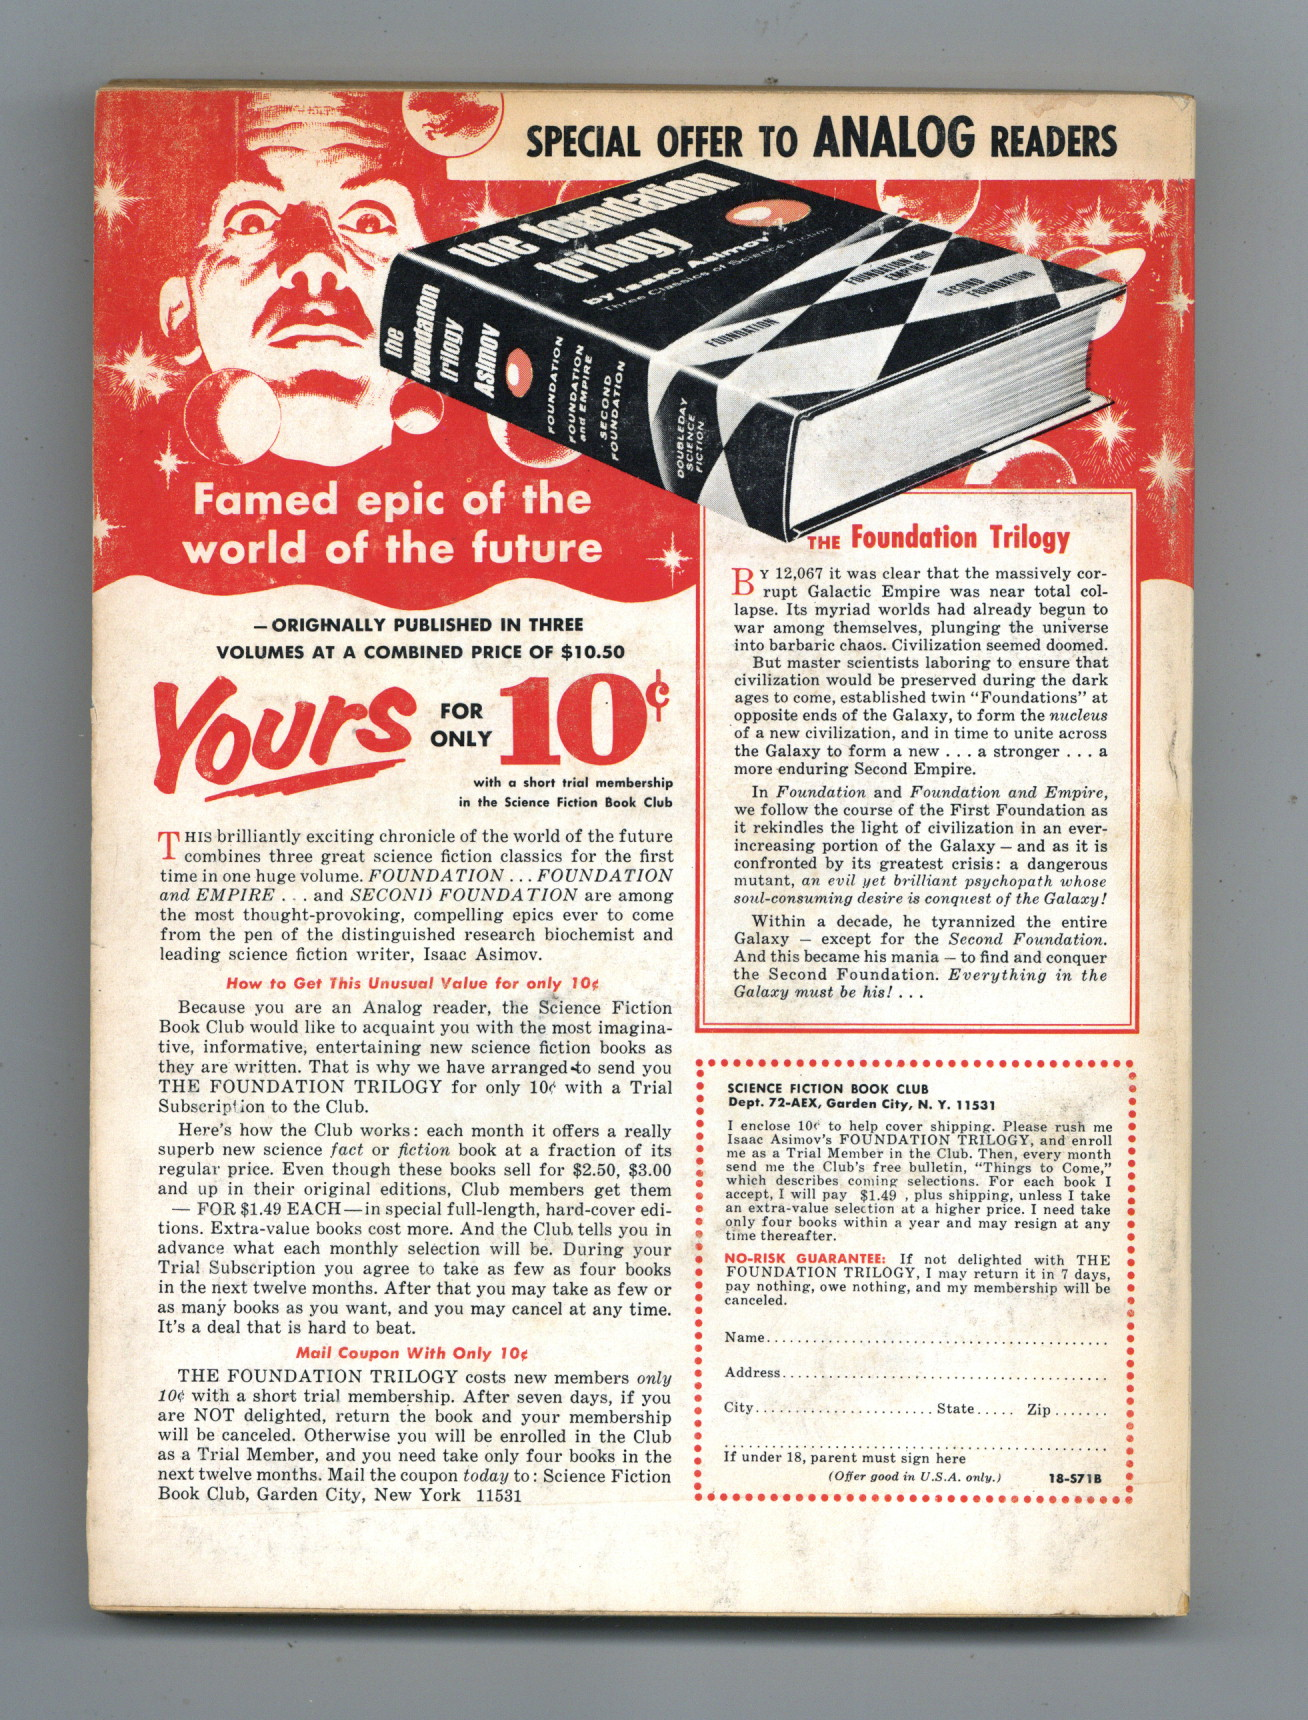 SPECIAL OFFER TO ANALOG READERS
the foundation
trilogy
by Isaac Asimov
Three Classics of Science Fiction
FOUNDATION
FOUNDATION and
EMPIRE
SECOND
FOUNDATION
the
foundation
trilogy
ASIMOV
FOUNDATION
FOUNDATION
and EMPIRE
SECOND
FOUNDATION
DOUBLEDAY
SCIENCE
FICTION
Famed epic of the
world of the future
—ORIGINALLY PUBLISHED IN THREE
VOLUMES AT A COMBINED PRICE OF $10.50
Yours FOR ONLY 10¢
with a short trial membership
in the Science Fiction Book Club
THIS brilliantly exciting chronicle of the world of the future
combines three great science fiction classics for the first
time in one huge volume. FOUNDATION . . . FOUNDATION
and EMPIRE . . . and SECOND FOUNDATION are among
the most thought-provoking, compelling epics ever to come
from the pen of the distinguished research biochemist and
leading science fiction writer, Isaac Asimov.
How to Get This Unusual Value for only 10¢
Because you are an Analog reader, the Science Fiction
Book Club would like to acquaint you with the most imagina-
tive, informative, entertaining new science fiction books as
they are written. That is why we have arranged to send you
THE FOUNDATION TRILOGY for only 10¢ with a Trial
Subscription to the Club.
Here's how the Club works: each month it offers a really
superb new science fact or fiction book at a fraction of its
regular price. Even though these books sell for $2.50, $3.00
and up in their original editions, Club members get them
— FOR $1.49 EACH — in special full-length, hard-cover edi-
tions. Extra-value books cost more. And the Club tells you in
advance what each monthly selection will be. During your
Trial Subscription you agree to take as few as four books
in the next twelve months. After that you may take as few or
as many books as you want, and you may cancel at any time.
It's a deal that is hard to beat.
Mail Coupon With Only 10¢
THE FOUNDATION TRILOGY costs new members only
10¢ with a short trial membership. After seven days, if you
are NOT delighted, return the book and your membership
will be canceled. Otherwise you will be enrolled in the Club
as a Trial Member, and you need take only four books in the
next twelve months. Mail the coupon today to: Science Fiction
Book Club, Garden City, New York 11531
THE Foundation Trilogy
BY 12,067 it was clear that the massively cor-
rupt Galactic Empire was near total col-
lapse. Its myriad worlds had already begun to
war among themselves, plunging the universe
into barbaric chaos. Civilization seemed doomed.
But master scientists laboring to ensure that
civilization would be preserved during the dark
ages to come, established twin "Foundations" at
opposite ends of the Galaxy, to form the nucleus
of a new civilization, and in time to unite across
the Galaxy to form a new . . . a stronger . . . a
more enduring Second Empire.
In Foundation and Foundation and Empire,
we follow the course of the First Foundation as
it rekindles the light of civilization in an ever-
increasing portion of the Galaxy — and as it is
confronted by its greatest crisis: a dangerous
mutant, an evil yet brilliant psychopath whose
soul-consuming desire is conquest of the Galaxy!
Within a decade, he tyrannized the entire
Galaxy — except for the Second Foundation.
And this became his mania — to find and conquer
the Second Foundation. Everything in the
Galaxy must be his! . . .
SCIENCE FICTION BOOK CLUB
Dept. 72-AEX, Garden City, N. Y. 11531
I enclose 10¢ to help cover shipping. Please rush me
Isaac Asimov's FOUNDATION TRILOGY, and enroll
me as a Trial Member in the Club. Then, every month
send me the Club's free bulletin, "Things to Come,"
which describes coming selections. For each book I
accept, I will pay $1.49 , plus shipping, unless I take
an extra-value selection at a higher price. I need take
only four books within a year and may resign at any
time thereafter.
NO-RISK GUARANTEE: If not delighted with THE
FOUNDATION TRILOGY, I may return it in 7 days,
pay nothing, owe nothing, and my membership will be
canceled.
Name
Address
City State Zip
If under 18, parent must sign here
(Offer good in U.S.A. only.) 18-S71B